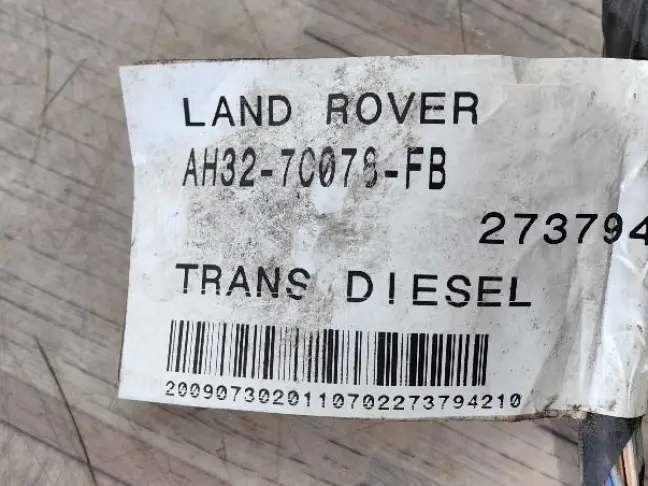 LAND ROVER
AH32-7C078-FB
273794
TRANS DIESEL
2009073020110702273794210